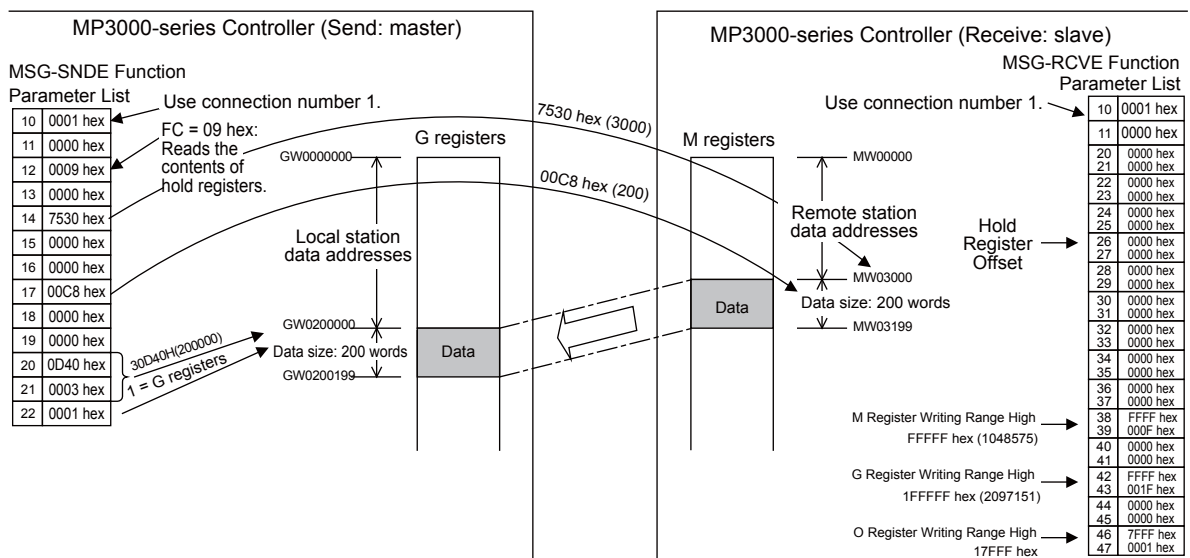 MP3000-series Controller (Send: master)
MSG-SNDE Function
Parameter List
10 0001 hex
11 0000 hex
12 0009 hex
13 0000 hex
14 7530 hex
15 0000 hex
16 0000 hex
17 00C8 hex
18 0000 hex
19 0000 hex
20 0D40 hex
21 0003 hex
22 0001 hex
Use connection number 1.
FC = 09 hex:
Reads the
contents of
hold registers.
30D40H(200000)
1 = G registers
G registers
GW0000000
Local station
data addresses
GW0200000
Data size: 200 words
GW0200199
Data
7530 hex (3000)
00C8 hex (200)
MP3000-series Controller (Receive: slave)
M registers
MW00000
Remote station
data addresses
MW03000
Data size: 200 words
MW03199
Data
Use connection number 1.
Hold
Register
Offset
M Register Writing Range High
FFFFF hex (1048575)
G Register Writing Range High
1FFFFF hex (2097151)
O Register Writing Range High
17FFF hex
MSG-RCVE Function
Parameter List
10 0001 hex
11 0000 hex
20 0000 hex
21 0000 hex
22 0000 hex
23 0000 hex
24 0000 hex
25 0000 hex
26 0000 hex
27 0000 hex
28 0000 hex
29 0000 hex
30 0000 hex
31 0000 hex
32 0000 hex
33 0000 hex
34 0000 hex
35 0000 hex
36 0000 hex
37 0000 hex
38 FFFF hex
39 000F hex
40 0000 hex
41 0000 hex
42 FFFF hex
43 001F hex
44 0000 hex
45 0000 hex
46 7FFF hex
47 0001 hex